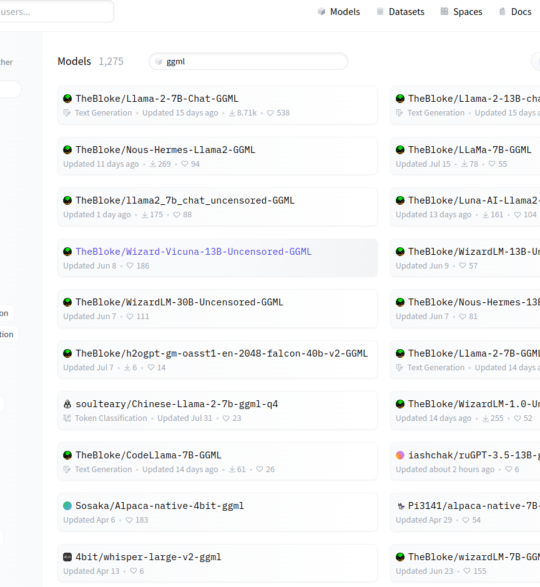 users...
Models
Datasets
Spaces
Docs
Models 1,275
ggml
TheBloke/Llama-2-7B-Chat-GGML
Text Generation • Updated 15 days ago • 8.71k • 538
TheBloke/Llama-2-13B-cha
Text Generation • Updated 15 days a
TheBloke/Nous-Hermes-Llama2-GGML
Updated 11 days ago • 269 • 94
TheBloke/LLaMa-7B-GGML
Updated Jul 15 • 78 • 55
TheBloke/llama2_7b_chat_uncensored-GGML
Updated 1 day ago • 175 • 88
TheBloke/Luna-AI-Llama2-
Updated 13 days ago • 161 • 104
TheBloke/Wizard-Vicuna-13B-Uncensored-GGML
Updated Jun 8 • 186
TheBloke/WizardLM-13B-Un
Updated Jun 9 • 57
TheBloke/WizardLM-30B-Uncensored-GGML
Updated Jun 7 • 111
TheBloke/Nous-Hermes-13B
Updated Jun 7 • 81
TheBloke/h2ogpt-gm-oasst1-en-2048-falcon-40b-v2-GGML
Updated Jul 7 • 6 • 14
TheBloke/Llama-2-7B-GGML
Text Generation • Updated 14 days a
soulteary/Chinese-Llama-2-7b-ggml-q4
Token Classification • Updated Jul 31 • 23
TheBloke/WizardLM-1.0-Un
Updated 14 days ago • 255 • 52
TheBloke/CodeLlama-7B-GGML
Text Generation • Updated 14 days ago • 61 • 26
iashchak/ruGPT-3.5-13B-g
Updated about 2 hours ago • 6
Sosaka/Alpaca-native-4bit-ggml
Updated Apr 6 • 183
Pi3141/alpaca-native-7B-
Updated Apr 29 • 54
4bit/whisper-large-v2-ggml
Updated Apr 13 • 6
TheBloke/wizardLM-7B-GGM
Updated Jun 23 • 155